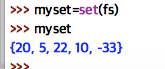 >>> myset=set(fs)
>>> myset
{20, 5, 22, 10, -33}
>>>